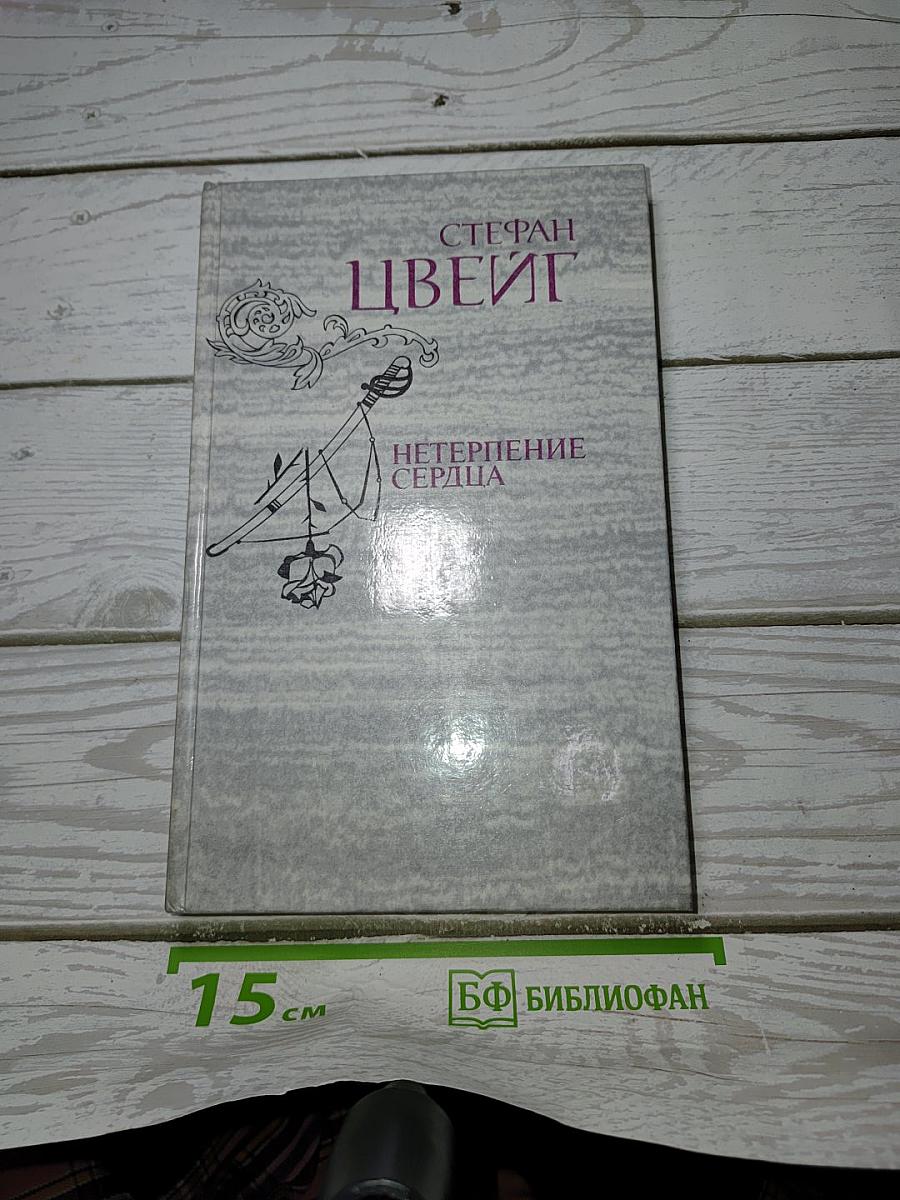 СТЕФАН
ЦВЕЙГ
НЕТЕРПЕНИЕ
СЕРДЦА
15 см
БФ БИБЛИОФАН